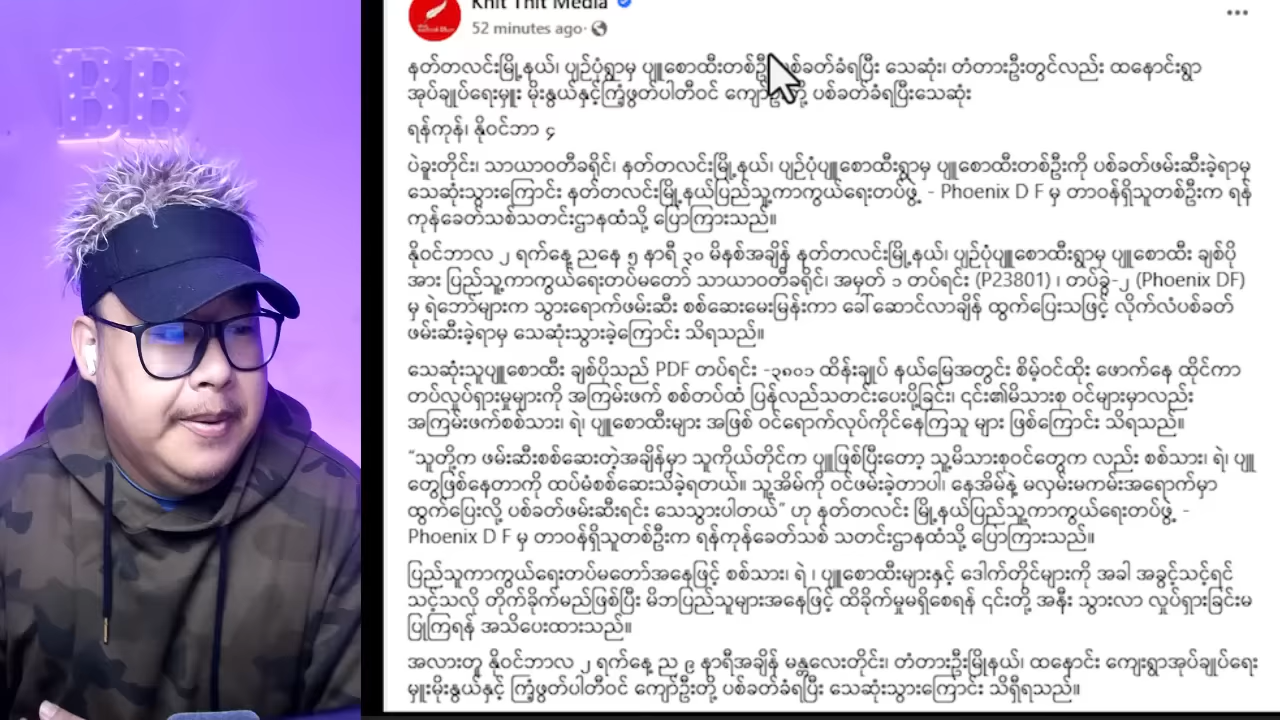 BB
Khit Thit Media
52 minutes ago
နတ်တလင်းမြို့နယ်၊ ပျဉ်ပုံရွာမှ ပျူစောထီးတစ်ဦး ပစ်ခတ်ခံရပြီး သေဆုံး၊ တံတားဦးတွင်လည်း ထနောင်းရွာ
အုပ်ချုပ်ရေးမှူး မိုးနွယ်နှင့်ကြံ့ဖွတ်ပါတီဝင် ကျော်ဦးတို့ ပစ်ခတ်ခံရပြီးသေဆုံး
ရန်ကုန်၊ နိုဝင်ဘာ ၄
ပဲခူးတိုင်း၊ သာယာဝတီခရိုင်၊ နတ်တလင်းမြို့နယ်၊ ပျဉ်ပုံပျူစောထီးရွာမှ ပျူစောထီးတစ်ဦးကို ပစ်ခတ်ဖမ်းဆီးခဲ့ရာမှ
သေဆုံးသွားကြောင်း နတ်တလင်းမြို့နယ်ပြည်သူ့ကာကွယ်ရေးတပ်ဖွဲ့ - Phoenix D F မှ တာဝန်ရှိသူတစ်ဦးက ရန်
ကုန်ခေတ်သစ်သတင်းဌာနထံသို့ ပြောကြားသည်။
နိုဝင်ဘာလ ၂ ရက်နေ့ ညနေ ၅ နာရီ ၃၀ မိနစ်အချိန် နတ်တလင်းမြို့နယ်၊ ပျဉ်ပုံပျူစောထီးရွာမှ ပျူစောထီး ချစ်ပို
အား ပြည်သူ့ကာကွယ်ရေးတပ်မတော် သာယာဝတီခရိုင်၊ အမှတ် ၁ တပ်ရင်း (P23801) ၊ တပ်ခွဲ-၂ (Phoenix DF)
မှ ရဲဘော်များက သွားရောက်ဖမ်းဆီး စစ်ဆေးမေးမြန်းကာ ခေါ်ဆောင်လာချိန် ထွက်ပြေးသဖြင့် လိုက်လံပစ်ခတ်
ဖမ်းဆီးခဲ့ရာမှ သေဆုံးသွားခဲ့ကြောင်း သိရသည်။
သေဆုံးသူပျူစောထီး ချစ်ပိုသည် PDF တပ်ရင်း -၃၈၀၁ ထိန်းချုပ် နယ်မြေအတွင်း စိမ့်ဝင်ထိုး ဖောက်နေ ထိုင်ကာ
တပ်လှုပ်ရှားမှုများကို အကြမ်းဖက် စစ်တပ်ထံ ပြန်လည်သတင်းပေးပို့ခြင်း၊ ၎င်း၏မိသားစု ဝင်များမှာလည်း
အကြမ်းဖက်စစ်သား၊ ရဲ၊ ပျူစောထီးများ အဖြစ် ဝင်ရောက်လုပ်ကိုင်နေကြသူ များ ဖြစ်ကြောင်း သိရသည်။
“သူတို့က ဖမ်းဆီးစစ်ဆေးတဲ့အချိန်မှာ သူကိုယ်တိုင်က ပျူဖြစ်ပြီးတော့ သူ့မိသားစုဝင်တွေက လည်း စစ်သား၊ ရဲ၊ ပျူ
တွေဖြစ်နေတာကို ထပ်မံစစ်ဆေးသိခဲ့ရတယ်။ သူ့အိမ်ကို ဝင်ဖမ်းခဲ့တာပါ၊ နေအိမ်နဲ့ မလှမ်းမကမ်းအရောက်မှာ
ထွက်ပြေးလို့ ပစ်ခတ်ဖမ်းဆီးရင်း သေသွားပါတယ်” ဟု နတ်တလင်း မြို့နယ်ပြည်သူ့ကာကွယ်ရေးတပ်ဖွဲ့ -
Phoenix D F မှ တာဝန်ရှိသူတစ်ဦးက ရန်ကုန်ခေတ်သစ် သတင်းဌာနထံသို့ ပြောကြားသည်။
ပြည်သူ့ကာကွယ်ရေးတပ်မတော်အနေဖြင့် စစ်သား၊ ရဲ ၊ ပျူစောထီးများနှင့် ဒေါက်တိုင်များကို အခါ အခွင့်သင့်ရင်
သင့်သလို တိုက်ခိုက်မည်ဖြစ်ပြီး မိဘပြည်သူများအနေဖြင့် ထိခိုက်မှုမရှိစေရန် ၎င်းတို့ အနီး သွားလာ လှုပ်ရှားခြင်းမ
ပြုကြရန် အသိပေးထားသည်။
အလားတူ နိုဝင်ဘာလ ၂ ရက်နေ့ ည ၉ နာရီအချိန် မန္တလေးတိုင်း၊ တံတားဦးမြို့နယ်၊ ထနောင်း ကျေးရွာအုပ်ချုပ်ရေး
မှူးမိုးနွယ်နှင့် ကြံ့ဖွတ်ပါတီဝင် ကျော်ဦးတို့ ပစ်ခတ်ခံရပြီး သေဆုံးသွားကြောင်း သိရှိရသည်။